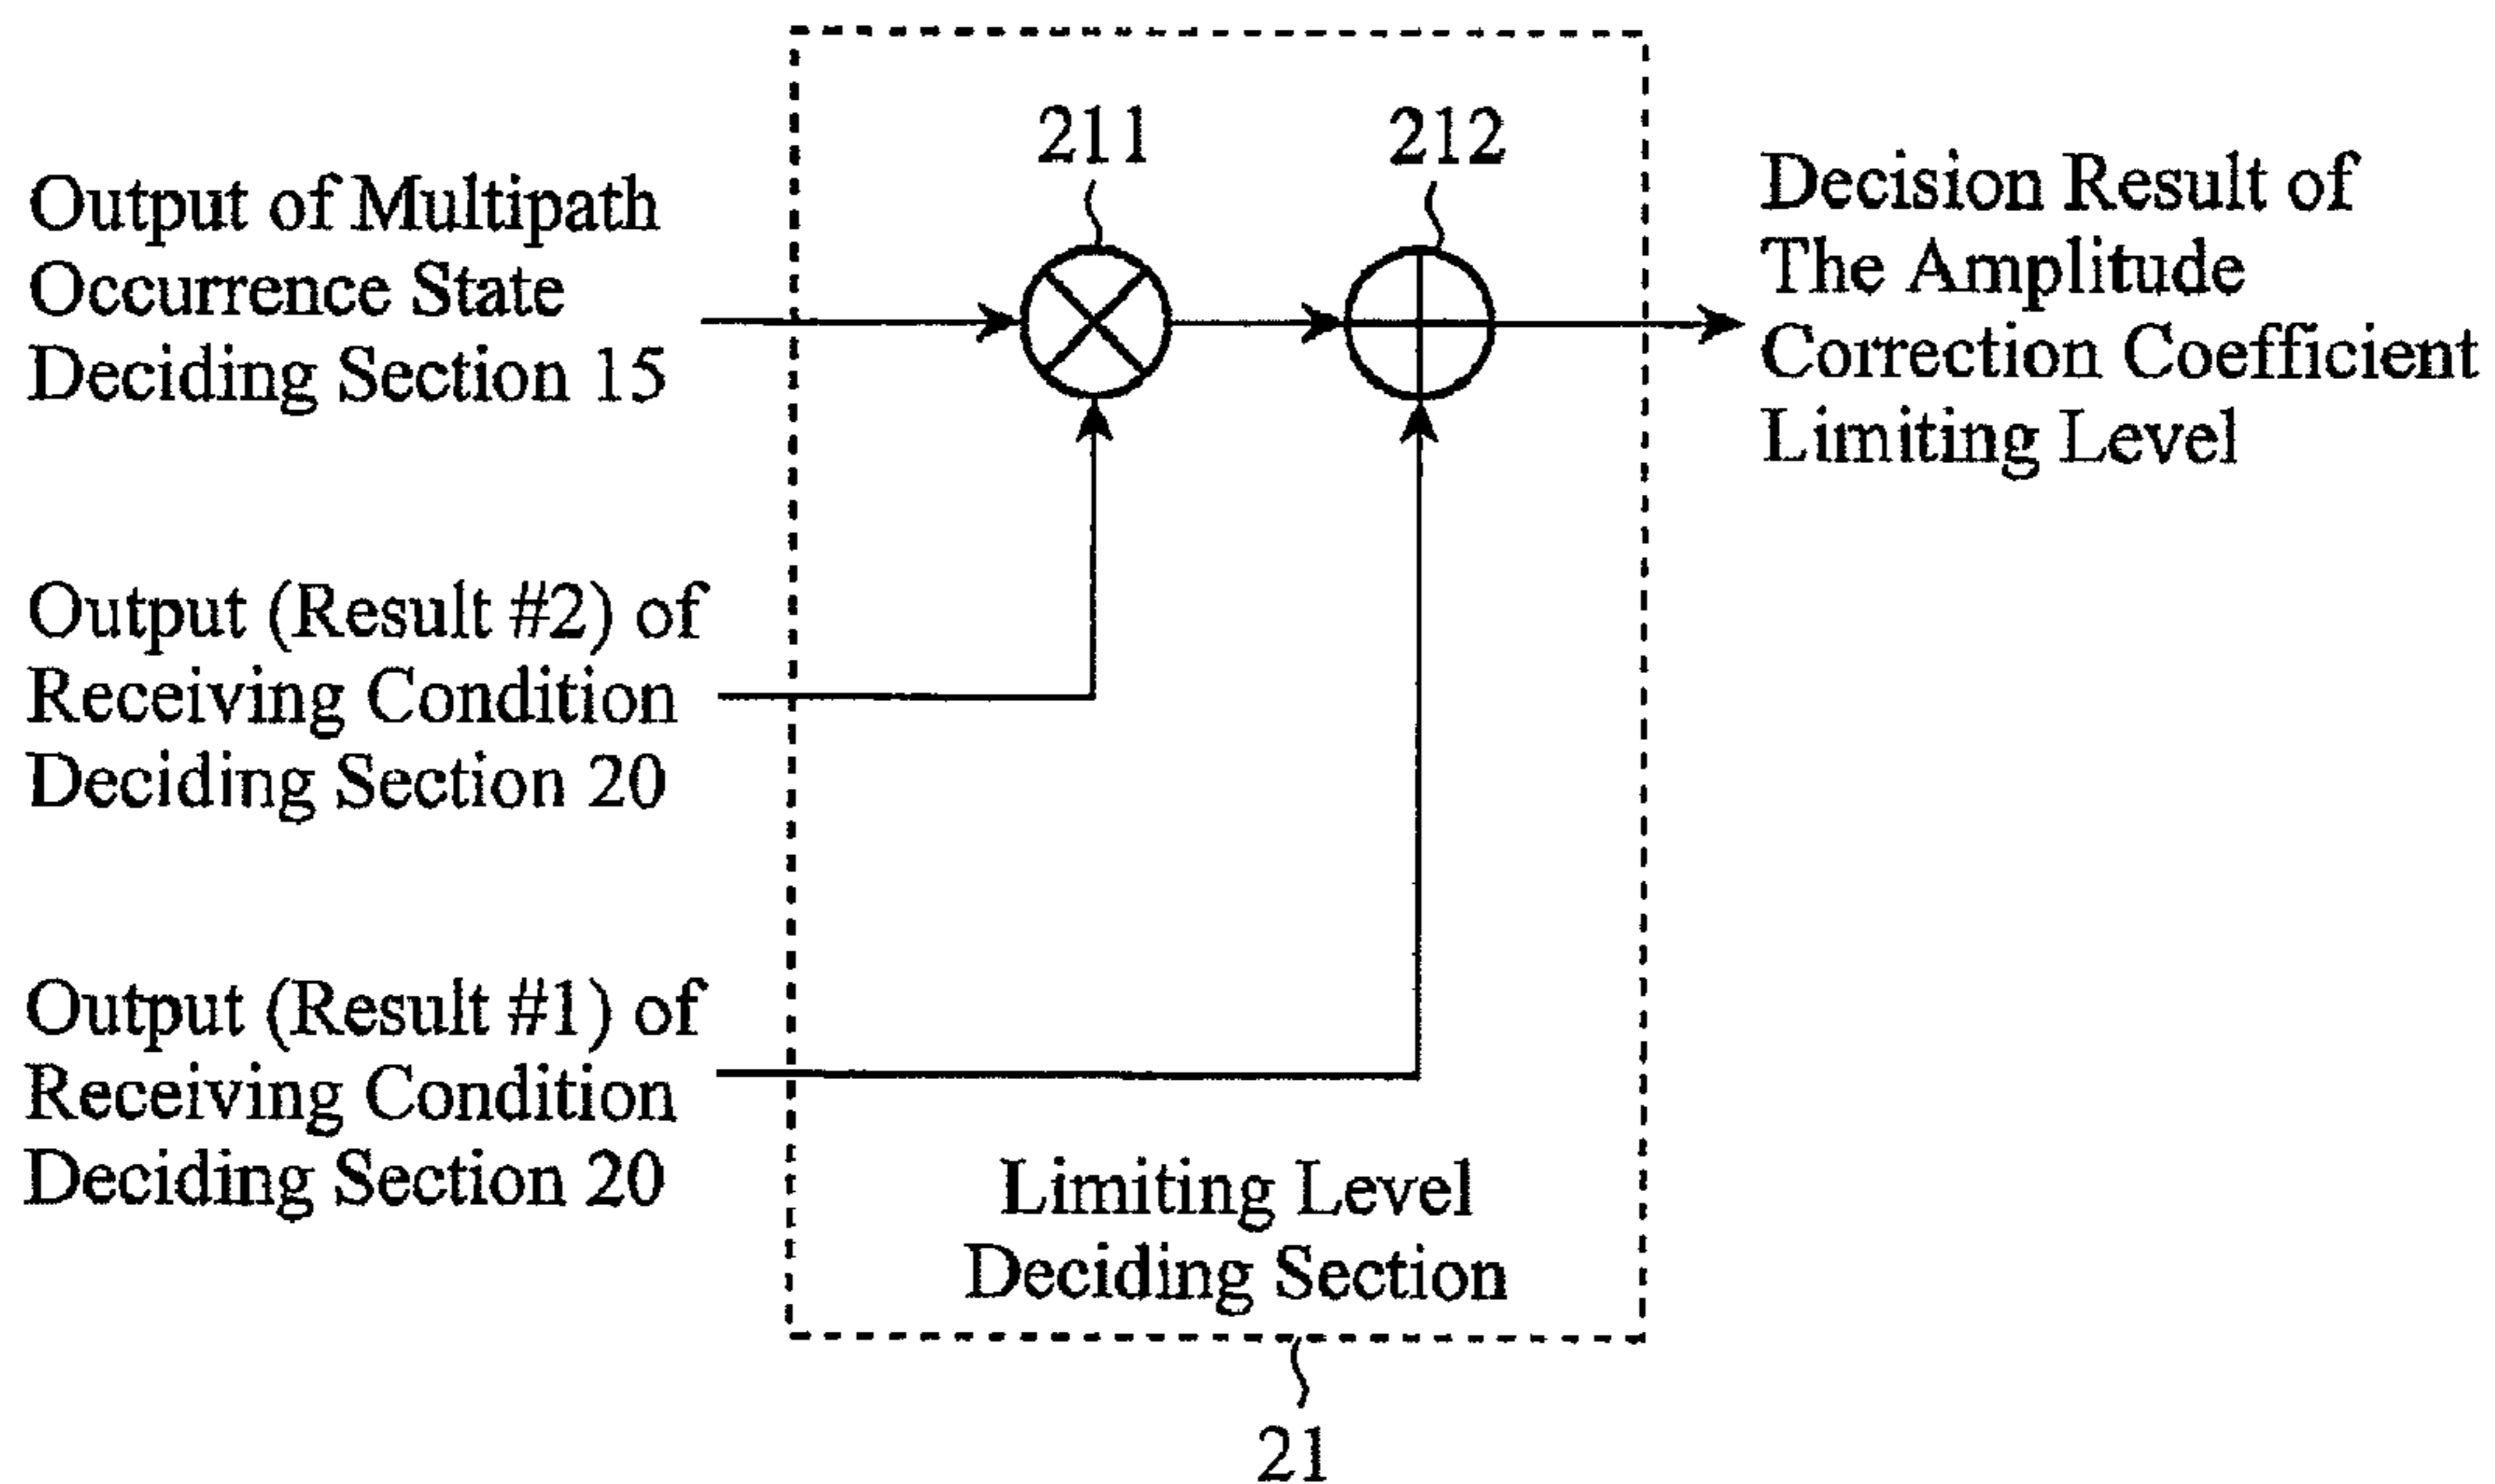 211
212
Output of Multipath
Occurrence State
Deciding Section 15
Decision Result of
The Amplitude
Correction Coefficient
Limiting Level
Output (Result #2) of
Receiving Condition
Deciding Section 20
Output (Result #1) of
Receiving Condition
Deciding Section 20
Limiting Level
Deciding Section
21